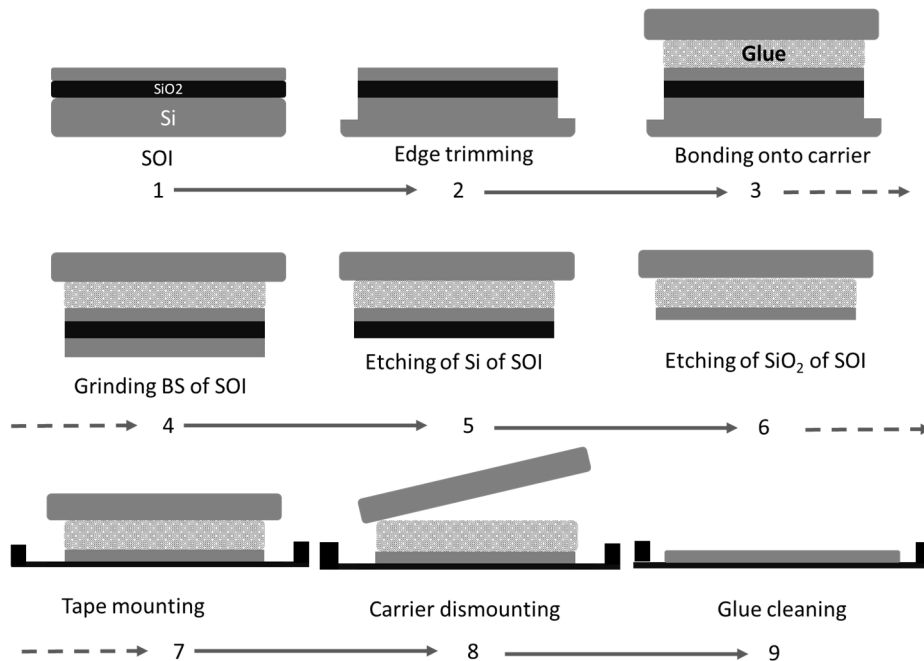 Glue
SiO2
Si
SOI
Edge trimming
Bonding onto carrier
1
2
3
Grinding BS of SOI
Etching of Si of SOI
Etching of SiO₂ of SOI
4
5
6
Tape mounting
Carrier dismounting
Glue cleaning
7
8
9